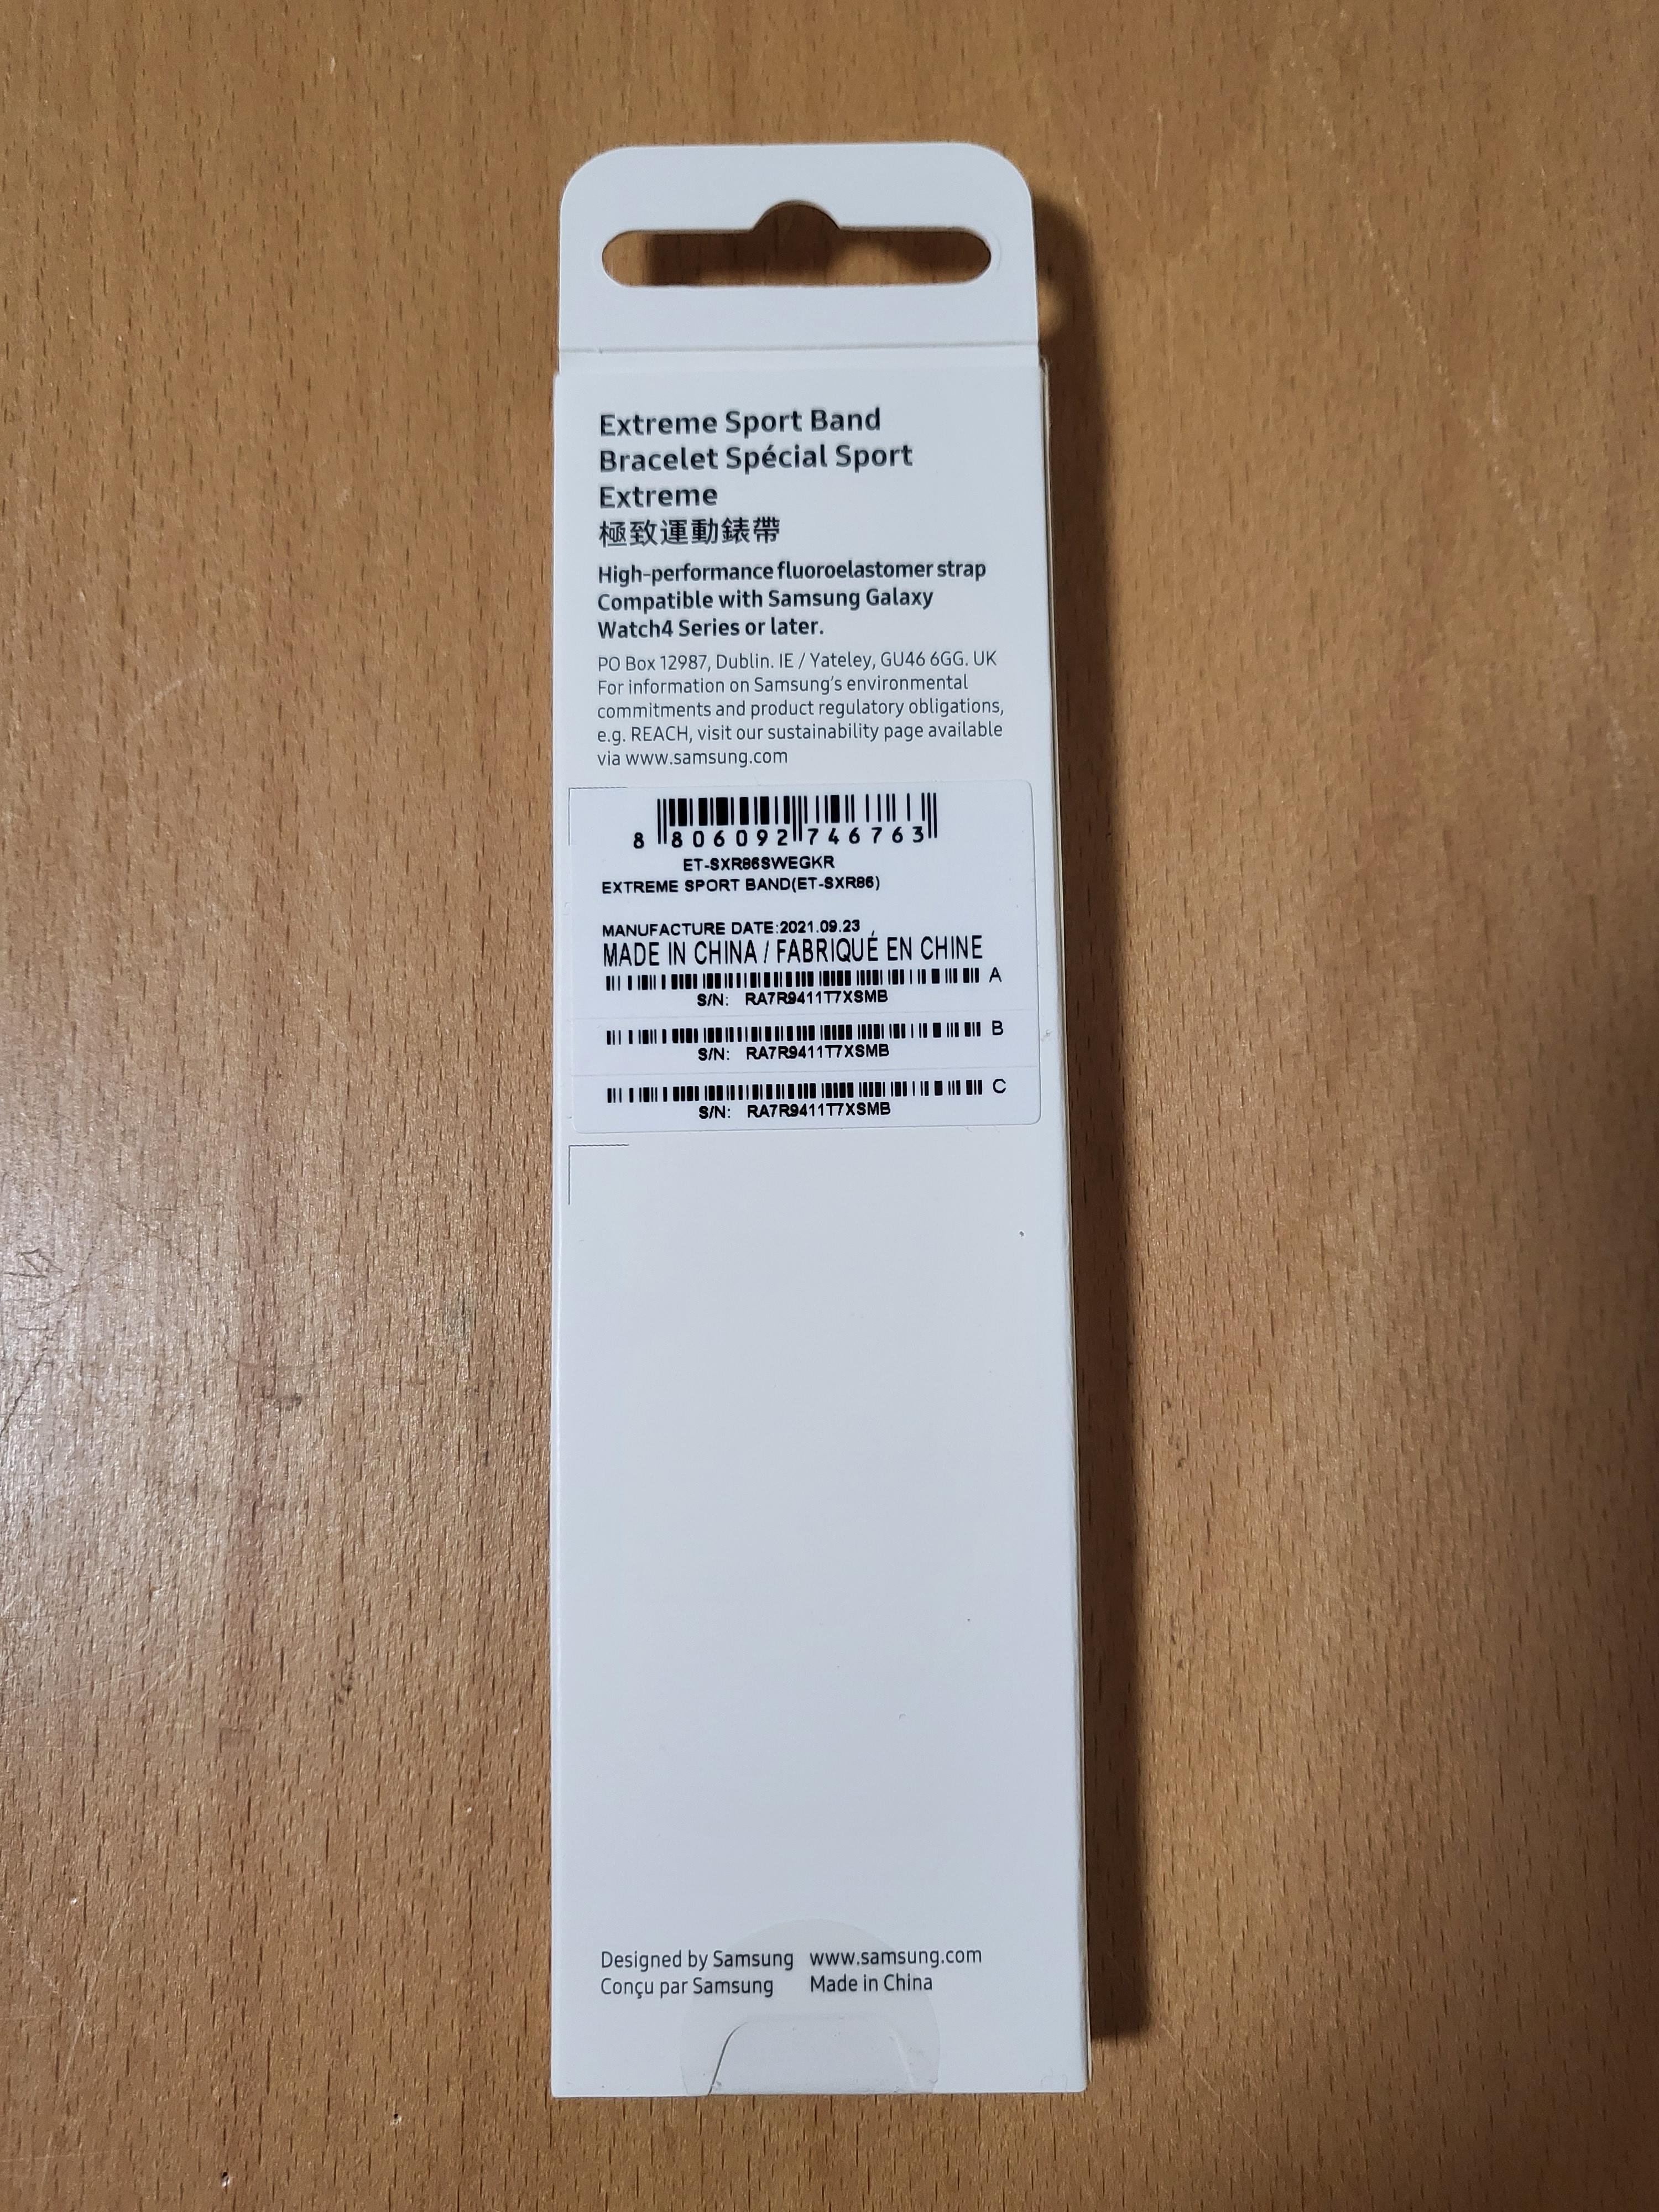 Extreme Sport Band
Bracelet Spécial Sport
Extreme
極致運動錶帶
High-performance fluoroelastomer strap
Compatible with Samsung Galaxy
Watch4 Series or later.
PO Box 12987, Dublin. IE / Yateley, GU46 6GG. UK
For information on Samsung's environmental
commitments and product regulatory obligations,
e.g. REACH, visit our sustainability page available
via www.samsung.com
8 806092 746763
ET-SXR86SWEGKR
EXTREME SPORT BAND(ET-SXR86)
MANUFACTURE DATE:2021.09.23
MADE IN CHINA / FABRIQUÉ EN CHINE
A
S/N: RA7R9411T7XSMB
B
S/N: RA7R9411T7XSMB
C
S/N: RA7R9411T7XSMB
Designed by Samsung www.samsung.com
Conçu par Samsung Made in China